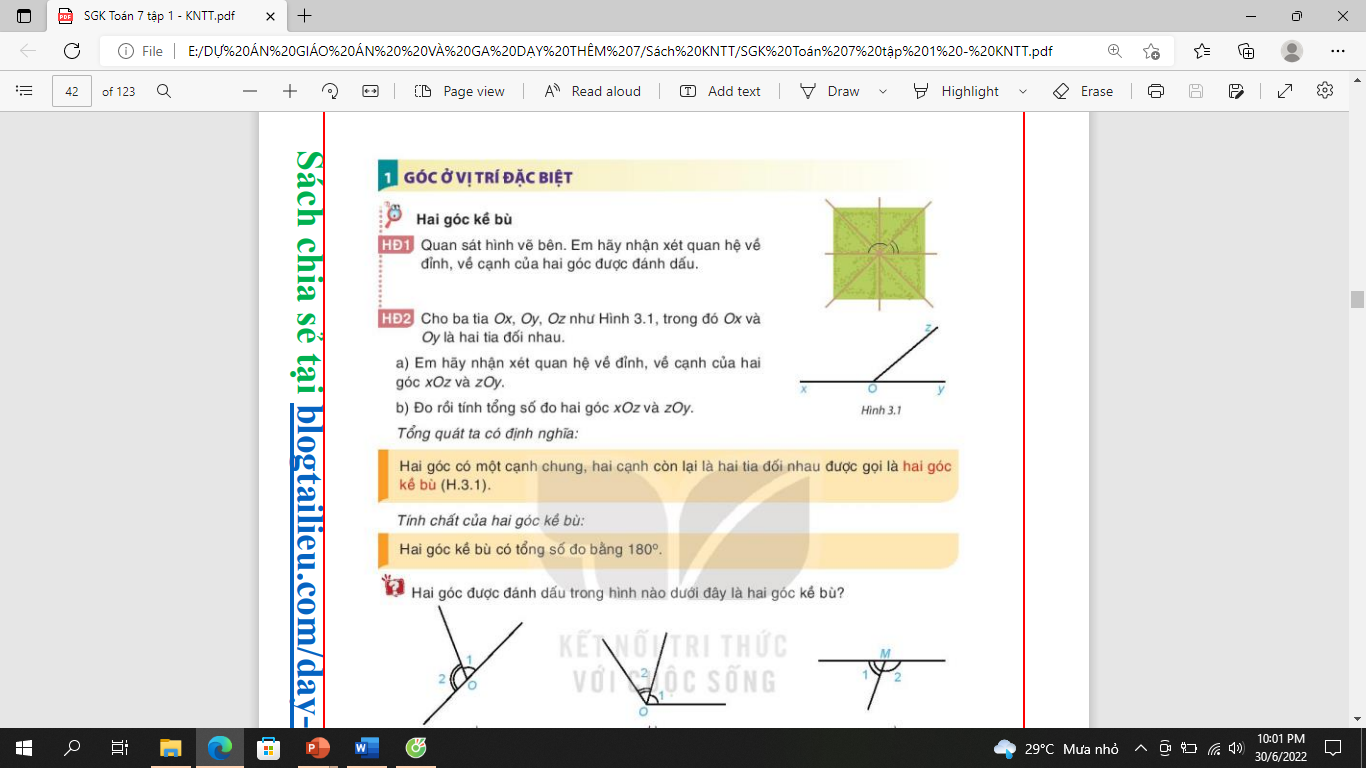 SGK Toán 7 tập 1 - KNTT.pdf
File
E:/DỰ%20ÁN%20GIÁO%20ÁN%20%20VÀ%20GA%20DẠY%20THÊM%207/Sách%20KNTT/SGK%20Toán%207%20tập%201%20-%20KNTT.pdf
42 of 123
Page view
Read aloud
Add text
Draw
Highlight
Erase
Sách chia sẻ tại blogtailieu.com/day-
1 GÓC Ở VỊ TRÍ ĐẶC BIỆT
Hai góc kề bù
HĐ1 Quan sát hình vẽ bên. Em hãy nhận xét quan hệ về
đỉnh, về cạnh của hai góc được đánh dấu.
HĐ2 Cho ba tia Ox, Oy, Oz như Hình 3.1, trong đó Ox và
Oy là hai tia đối nhau.
a) Em hãy nhận xét quan hệ về đỉnh, về cạnh của hai
góc xOz và zOy.
b) Đo rồi tính tổng số đo hai góc xOz và zOy.
z
x O y
Hình 3.1
Tổng quát ta có định nghĩa:
Hai góc có một cạnh chung, hai cạnh còn lại là hai tia đối nhau được gọi là hai góc
kề bù (H.3.1).
Tính chất của hai góc kề bù:
Hai góc kề bù có tổng số đo bằng 180º.
Hai góc được đánh dấu trong hình nào dưới đây là hai góc kề bù?
KẾT NỐI TRI THỨC
VỚI CUỘC SỐNG
1
2 O
2
1
O
M
1 2
29°C Mưa nhỏ
10:01 PM
30/6/2022